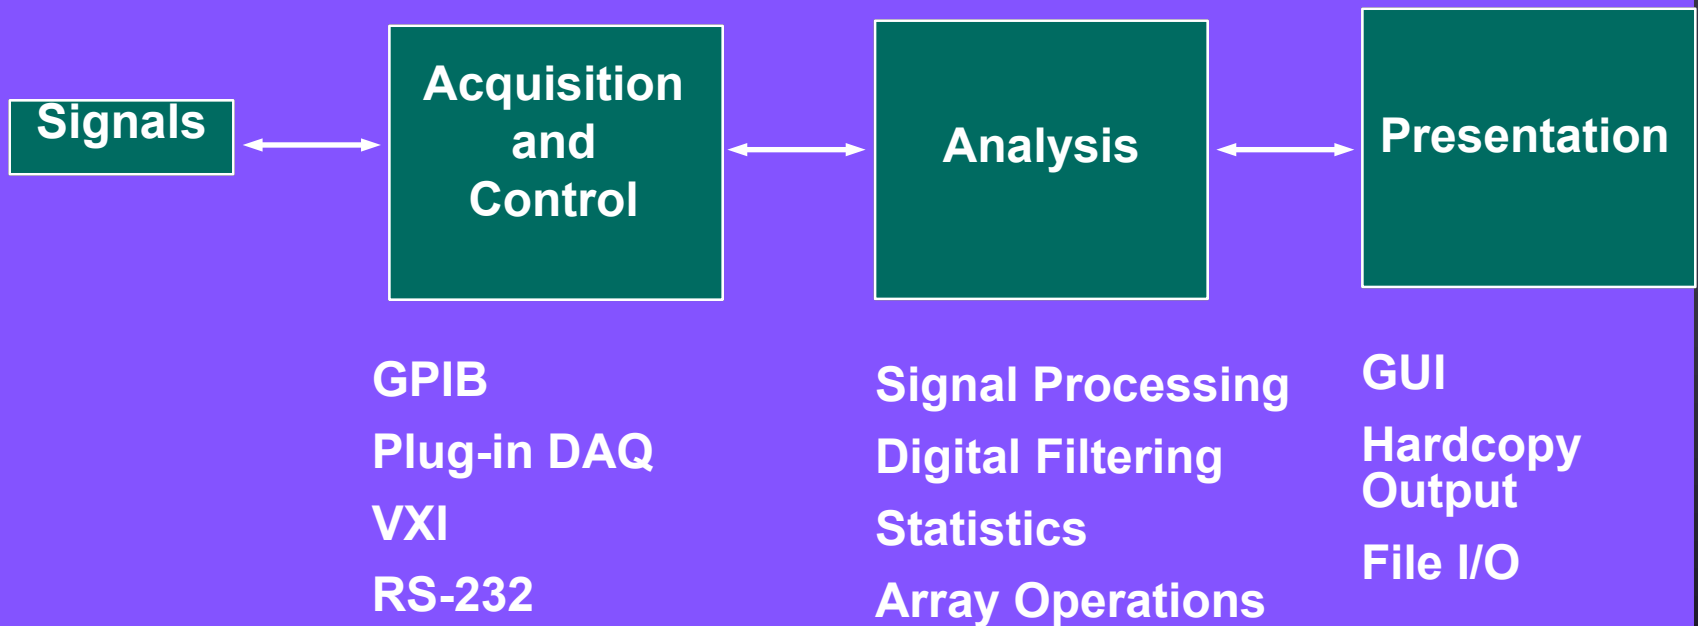 Signals
Acquisition
and
Control
Analysis
Presentation
GPIB
Plug-in DAQ
VXI
RS-232
Signal Processing
Digital Filtering
Statistics
Array Operations
GUI
Hardcopy
Output
File I/O